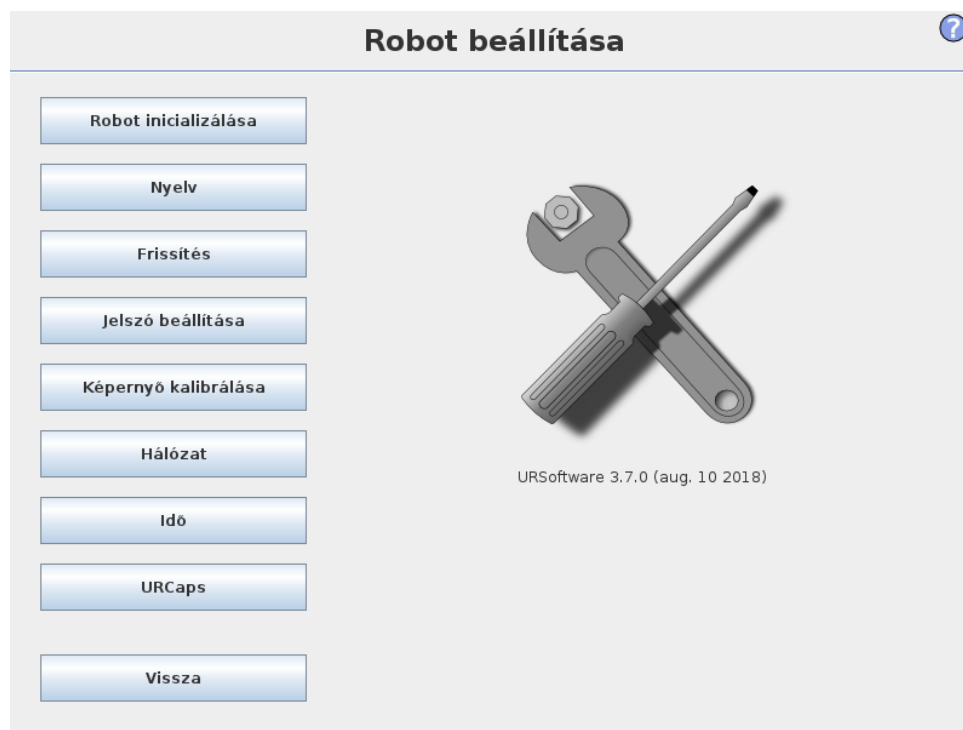 Robot beállítása
?
Robot inicializálása
Nyelv
Frissítés
Jelszó beállítása
Képernyő kalibrálása
Hálózat
Idő
URCaps
Vissza
URSoftware 3.7.0 (aug. 10 2018)